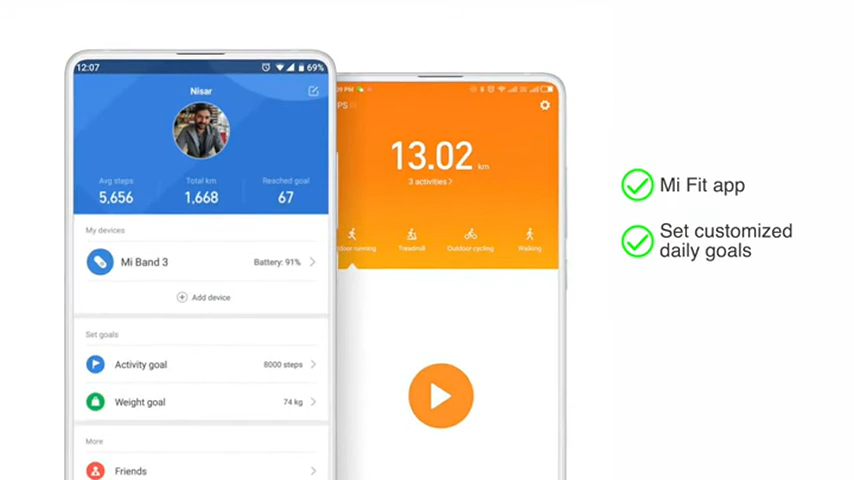 12:07
69%
Nisar
Avg steps
Total km
Reached goal
5,656
1,668
67
My devices
Mi Band 3
Battery: 91%
Add device
Set goals
Activity goal
8000 steps
Weight goal
74 kg
More
Friends
PM
13.02 km
3 activities
running
Treadmill
Outdoor cycling
Walking
Mi Fit app
Set customized
daily goals